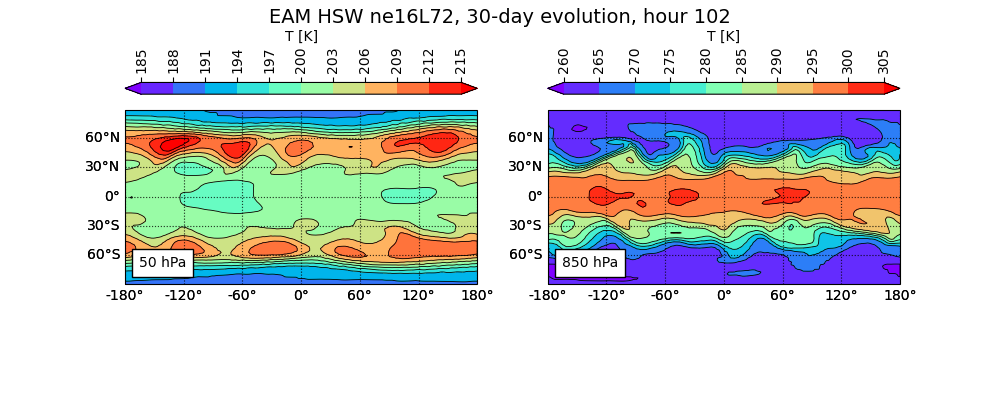 EAM HSW ne16L72, 30-day evolution, hour 102
T [K]
185 188 191 194 197 200 203 206 209 212 215
60°N
30°N
0°
30°S
60°S
50 hPa
-180° -120° -60° 0° 60° 120° 180°
T [K]
260 265 270 275 280 285 290 295 300 305
60°N
30°N
0°
30°S
60°S
850 hPa
-180° -120° -60° 0° 60° 120° 180°